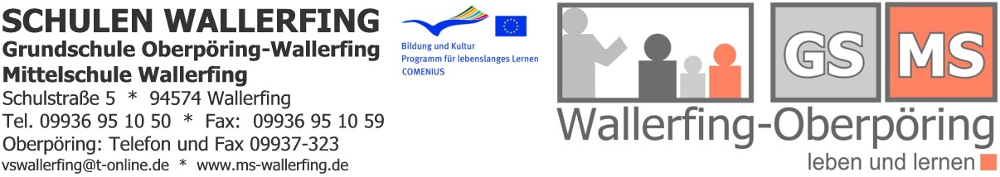 SCHULEN WALLERFING
Grundschule Oberpöring-Wallerfing
Mittelschule Wallerfing
Schulstraße 5 * 94574 Wallerfing
Tel. 09936 95 10 50 * Fax: 09936 95 10 59
Oberpöring: Telefon und Fax 09937-323
vswallerfing@t-online.de * www.ms-wallerfing.de
Bildung und Kultur
Programm für lebenslanges Lernen
COMENIUS
GS MS
Wallerfing-Oberpöring
leben und lernen